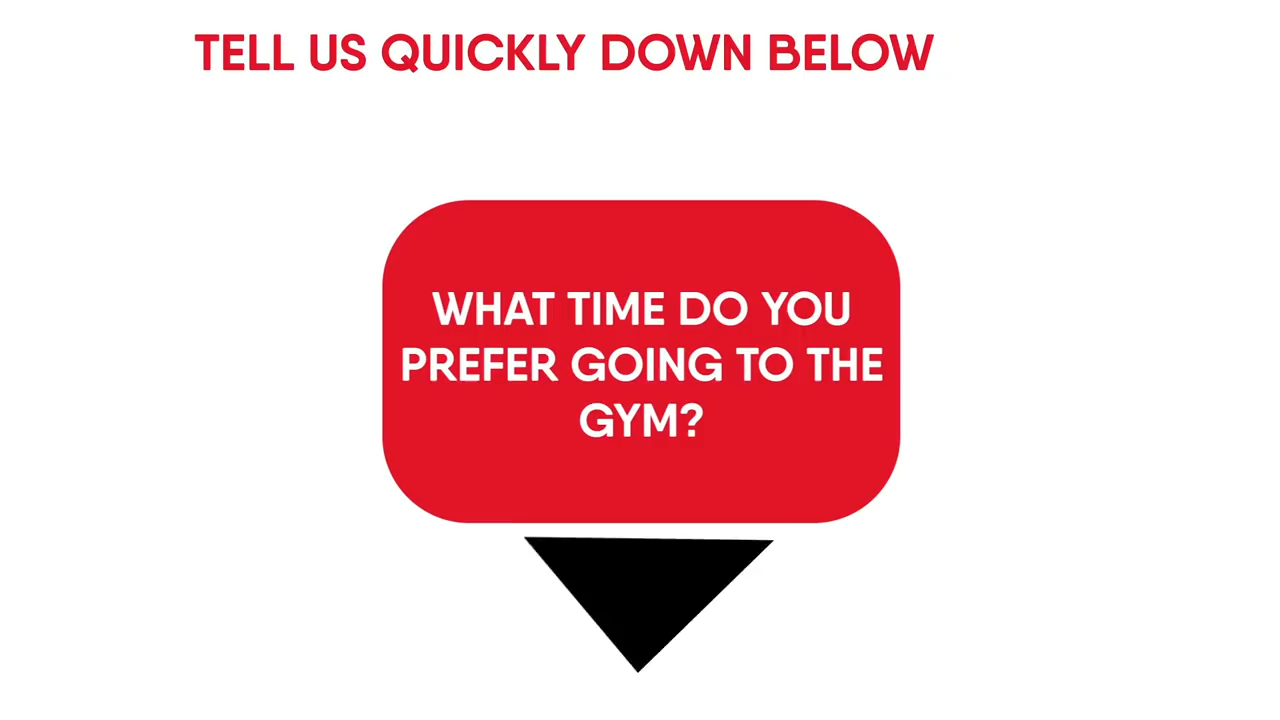 TELL US QUICKLY DOWN BELOW
WHAT TIME DO YOU
PREFER GOING TO THE
GYM?